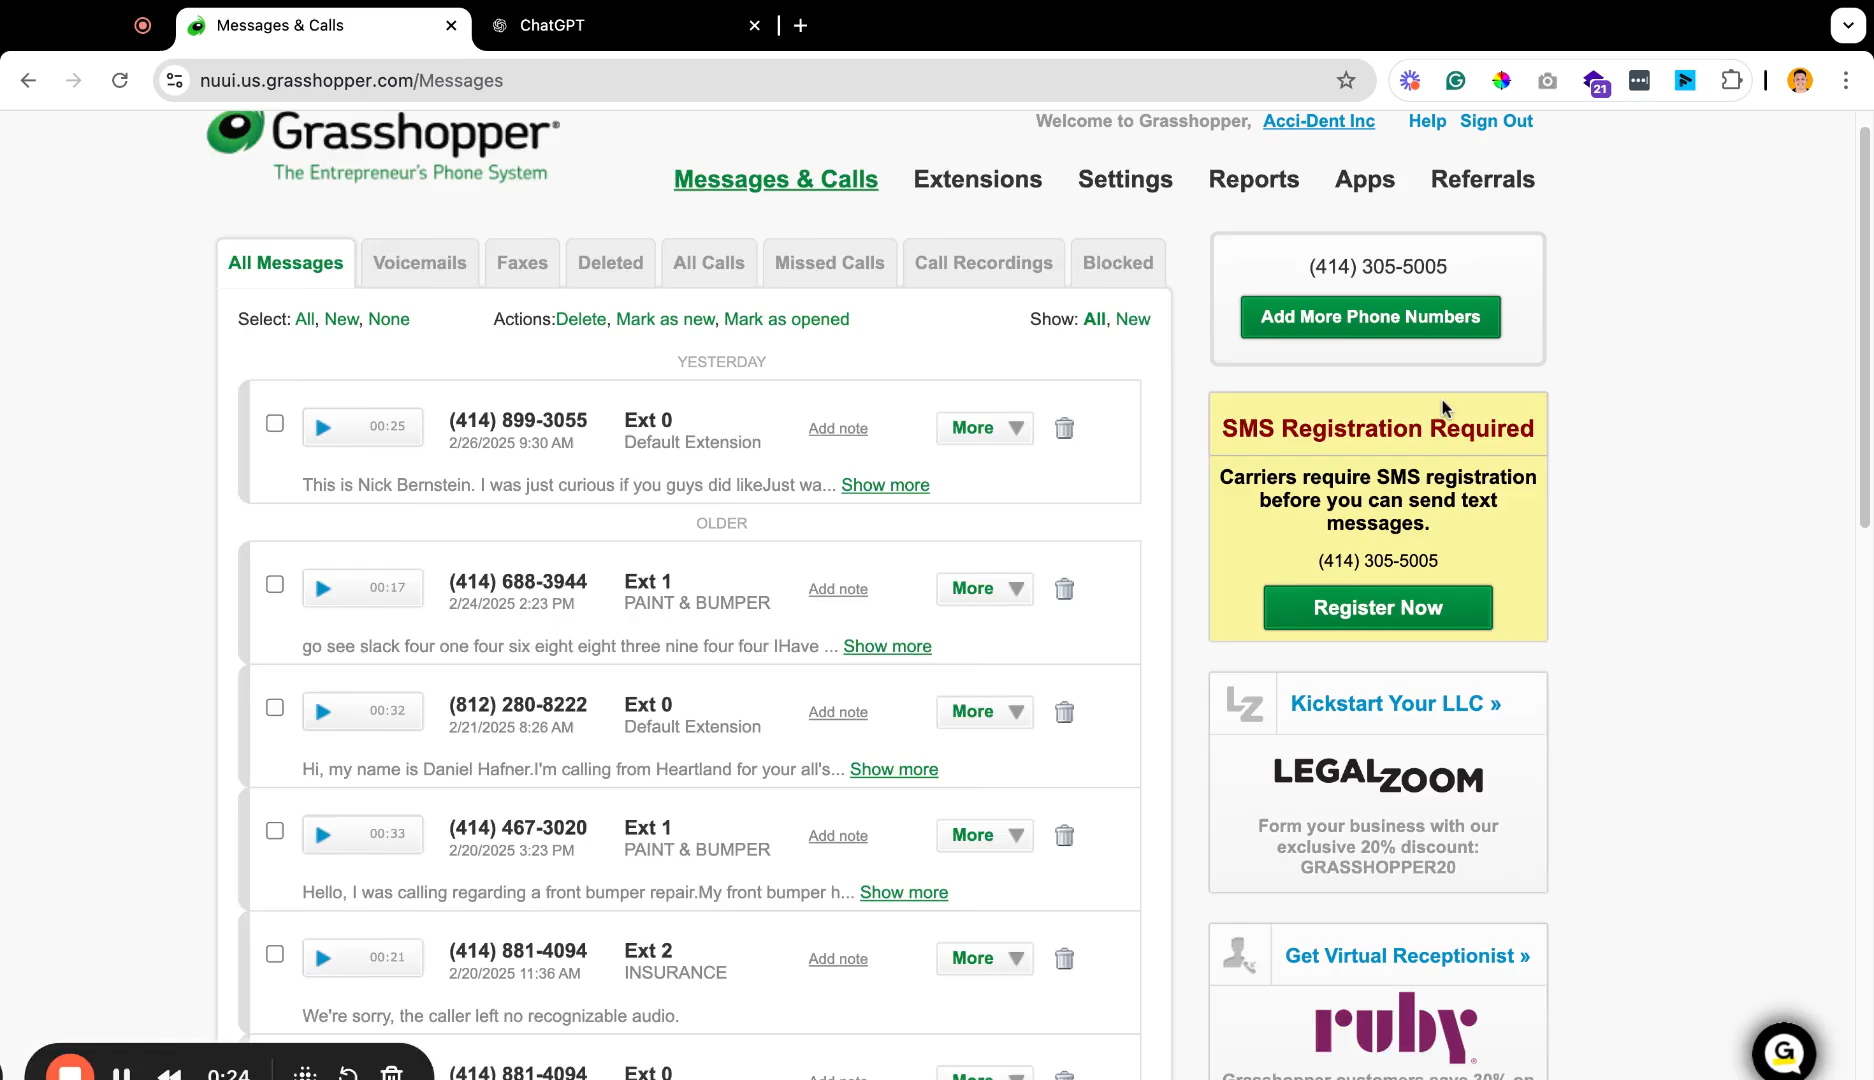 Messages & Calls
ChatGPT
nuui.us.grasshopper.com/Messages
21
Grasshopper®
The Entrepreneur's Phone System
Welcome to Grasshopper, Acci-Dent Inc Help Sign Out
Messages & Calls Extensions Settings Reports Apps Referrals
All Messages Voicemails Faxes Deleted All Calls Missed Calls Call Recordings Blocked
Select: All, New, None Actions:Delete, Mark as new, Mark as opened Show: All, New
YESTERDAY
00:25 (414) 899-3055 Ext 0 Add note More
2/26/2025 9:30 AM Default Extension
This is Nick Bernstein. I was just curious if you guys did likeJust wa... Show more
OLDER
00:17 (414) 688-3944 Ext 1 Add note More
2/24/2025 2:23 PM PAINT & BUMPER
go see slack four one four six eight eight three nine four four IHave ... Show more
00:32 (812) 280-8222 Ext 0 Add note More
2/21/2025 8:26 AM Default Extension
Hi, my name is Daniel Hafner.I'm calling from Heartland for your all's... Show more
00:33 (414) 467-3020 Ext 1 Add note More
2/20/2025 3:23 PM PAINT & BUMPER
Hello, I was calling regarding a front bumper repair.My front bumper h... Show more
00:21 (414) 881-4094 Ext 2 Add note More
2/20/2025 11:36 AM INSURANCE
We're sorry, the caller left no recognizable audio.
(414) 881-4094 Ext 0 Add note More
0:24
(414) 305-5005
Add More Phone Numbers
SMS Registration Required
Carriers require SMS registration
before you can send text
messages.
(414) 305-5005
Register Now
LZ Kickstart Your LLC »
LEGALZOOM
Form your business with our
exclusive 20% discount:
GRASSHOPPER20
Get Virtual Receptionist »
ruby®
Grasshopper customers save 30% on
G